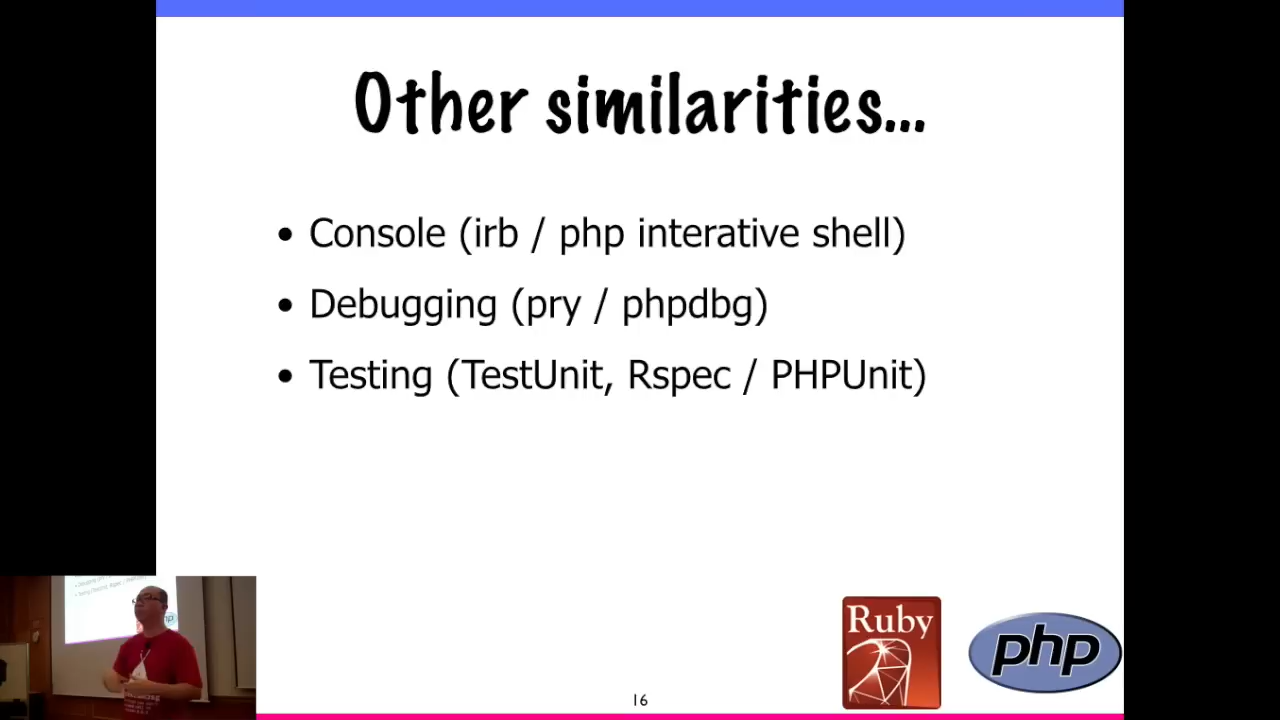 Other similarities...
• Console (irb / php interative shell)
• Debugging (pry / phpdbg)
• Testing (TestUnit, Rspec / PHPUnit)
Ruby
php
16